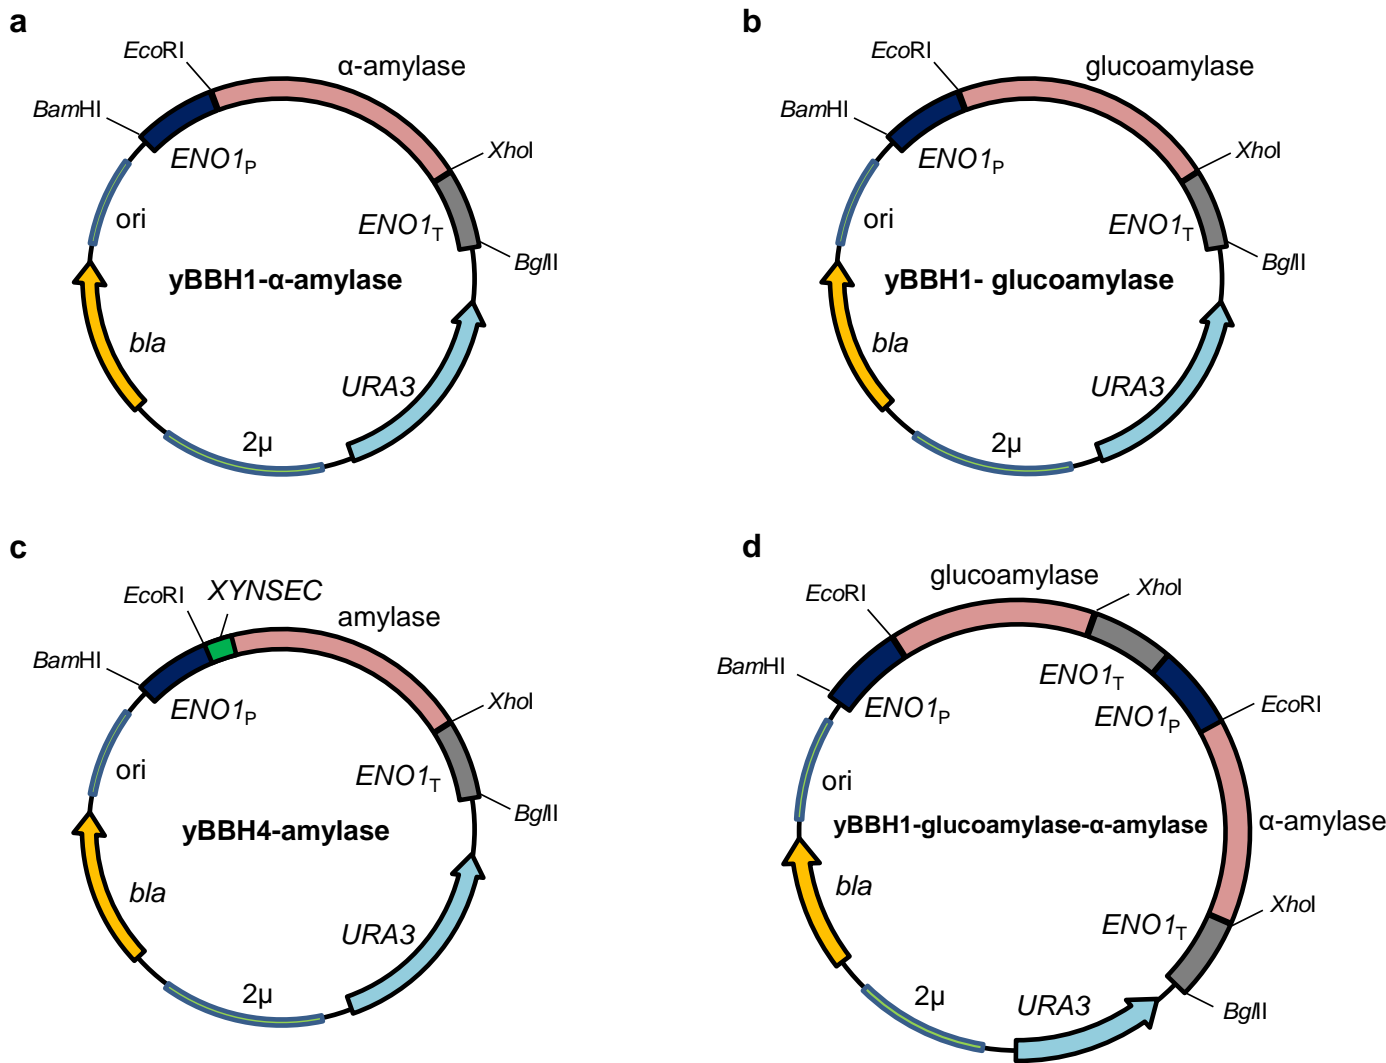 a
EcoRI
α-amylase
BamHI
XhoI
ENO1P
ori
ENO1T
BglII
yBBH1-α-amylase
bla
URA3
2μ
b
EcoRI
glucoamylase
BamHI
XhoI
ENO1P
ori
ENO1T
BglII
yBBH1- glucoamylase
bla
URA3
2μ
c
EcoRI
XYNSEC
amylase
BamHI
XhoI
ENO1P
ori
ENO1T
BglII
yBBH4-amylase
bla
URA3
2μ
d
glucoamylase
EcoRI
XhoI
BamHI
ENO1T
ENO1P
ENO1P
EcoRI
ori
yBBH1-glucoamylase-α-amylase
α-amylase
bla
XhoI
ENO1T
2μ
URA3
BglII